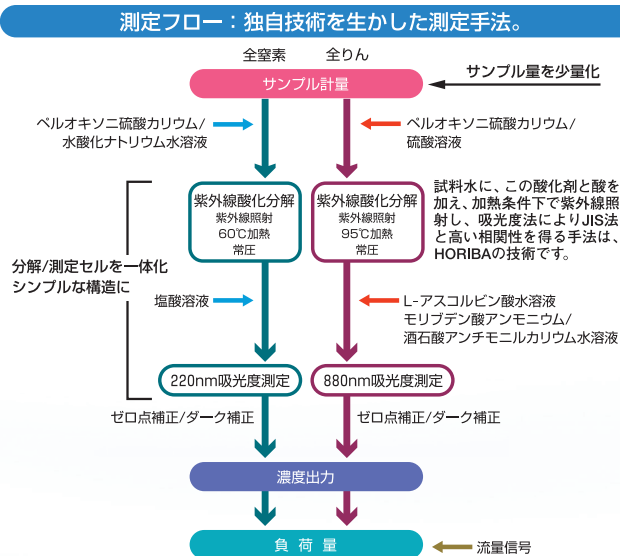 測定フロー：独自技術を生かした測定手法。
全窒素
全りん
サンプル計量
サンプル量を少量化
ペルオキソニ硫酸カリウム/
水酸化ナトリウム水溶液
ペルオキソニ硫酸カリウム/
硫酸溶液
紫外線酸化分解
紫外線照射
60℃加熱
常圧
紫外線酸化分解
紫外線照射
95℃加熱
常圧
試料水に、この酸化剤と酸を
加え、加熱条件下で紫外線照
射し、吸光度法によりJIS法
と高い相関性を得る手法は、
HORIBAの技術です。
分解/測定セルを一体化
シンプルな構造に
塩酸溶液
L-アスコルビン酸水溶液
モリブデン酸アンモニウム/
酒石酸アンチモニルカリウム水溶液
220nm吸光度測定
880nm吸光度測定
ゼロ点補正/ダーク補正
ゼロ点補正/ダーク補正
濃度出力
負荷量
流量信号